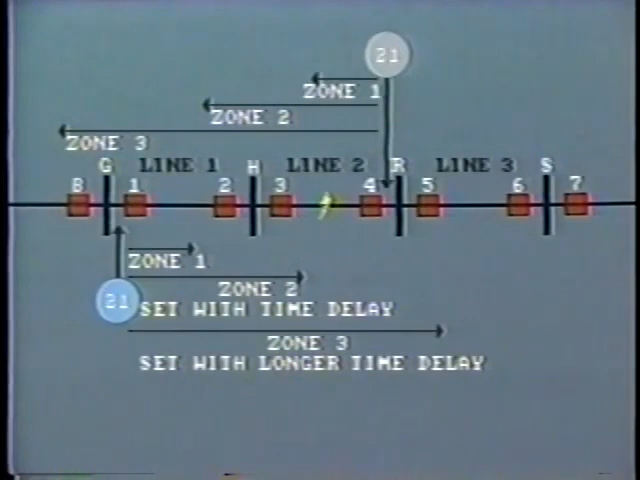 21
ZONE 1
ZONE 2
ZONE 3
G LINE 1 H LINE 2 R LINE 3 S
8 1 2 3 4 5 6 7
ZONE 1
21
ZONE 2
SET WITH TIME DELAY
ZONE 3
SET WITH LONGER TIME DELAY